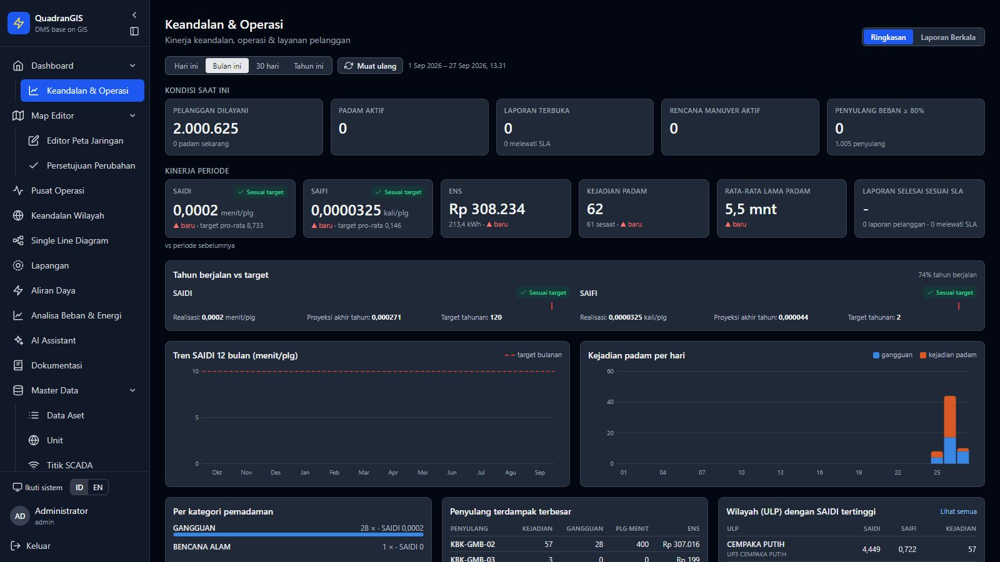 QuadranGIS
DMS base on GIS
Dashboard
Keandalan & Operasi
Map Editor
Editor Peta Jaringan
Persetujuan Perubahan
Pusat Operasi
Keandalan Wilayah
Single Line Diagram
Lapangan
Aliran Daya
Analisa Beban & Energi
AI Assistant
Dokumentasi
Master Data
Data Aset
Unit
Titik SCADA
Ikuti sistem ID EN
AD Administrator
admin
Keluar
Keandalan & Operasi
Kinerja keandalan, operasi & layanan pelanggan
Ringkasan Laporan Berkala
Hari ini Bulan ini 30 hari Tahun ini Muat ulang 1 Sep 2026 – 27 Sep 2026, 13.31
KONDISI SAAT INI
PELANGGAN DILAYANI
2.000.625
0 padam sekarang
PADAM AKTIF
0
LAPORAN TERBUKA
0
0 melewati SLA
RENCANA MANUVER AKTIF
0
PENYULANG BEBAN ≥ 80%
0
1.005 penyulang
KINERJA PERIODE
SAIDI ✓ Sesuai target
0,0002 menit/plg
▲ baru · target pro-rata 8,733
SAIFI ✓ Sesuai target
0,0000325 kali/plg
▲ baru · target pro-rata 0,146
ENS
Rp 308.234
213,4 kWh · ▲ baru
KEJADIAN PADAM
62
61 sesaat · ▲ baru
RATA-RATA LAMA PADAM
5,5 mnt
▲ baru
LAPORAN SELESAI SESUAI SLA
-
0 laporan pelanggan · 0 melewati SLA
vs periode sebelumnya
Tahun berjalan vs target 74% tahun berjalan
SAIDI ✓ Sesuai target
Realisasi: 0,0002 menit/plg Proyeksi akhir tahun: 0,000271 Target tahunan: 120
SAIFI ✓ Sesuai target
Realisasi: 0,0000325 kali/plg Proyeksi akhir tahun: 0,000044 Target tahunan: 2
Tren SAIDI 12 bulan (menit/plg) target bulanan
10
5
0
Okt Nov Des Jan Feb Mar Apr Mei Jun Jul Agu Sep
Kejadian padam per hari gangguan kejadian padam
60
40
20
0
01 04 07 10 13 16 19 22 25
Per kategori pemadaman
GANGGUAN 28 × · SAIDI 0,0002
BENCANA ALAM 1 × · SAIDI 0
Penyulang terdampak terbesar
PENYULANG KEJADIAN GANGGUAN PLG·MENIT ENS
KBK-GMB-02 57 28 400 Rp 307.016
KBK-GMB-03 3 0 0 Rp 199
Wilayah (ULP) dengan SAIDI tertinggi Lihat semua
ULP SAIDI SAIFI KEJADIAN
CEMPAKA PUTIH 4,449 0,722 57
UP3 CEMPAKA PUTIH